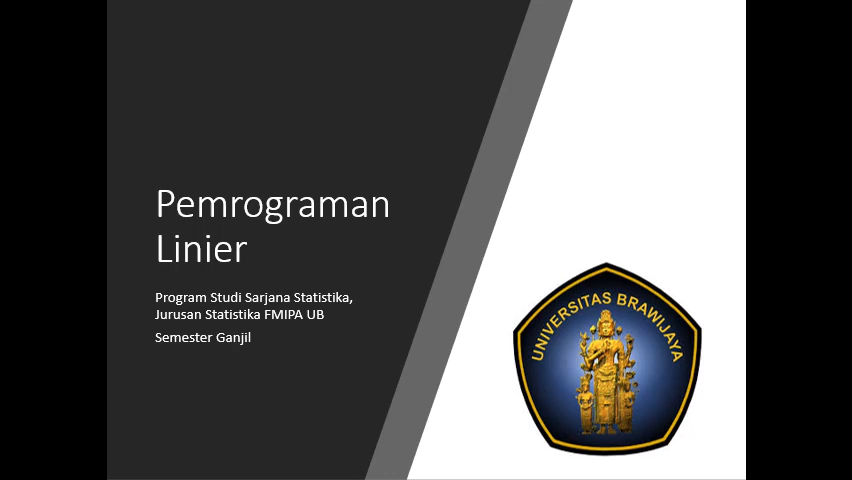 Pemrograman
Linier
Program Studi Sarjana Statistika,
Jurusan Statistika FMIPA UB
Semester Ganjil
UNIVERSITAS BRAWIJAYA